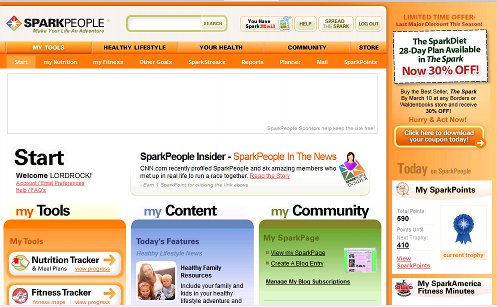 SPARKPEOPLE®
Make Your Life An Adventure
SEARCH
You Have
SparkMail
HELP
SPREAD
THE SPARK
LOG OUT
MY TOOLS
HEALTHY LIFESTYLE
YOUR HEALTH
COMMUNITY
STORE
Start
my Nutrition
my Fitness
Other Goals
SparkStreaks
Reports
Planner
Mail
SparkPoints
SparkPeople Sponsors help keep the site free!
Start
Welcome LORDROCK!
Account / Email Preferences
Help / FAQs
SparkPeople Insider - SparkPeople In The News
CNN.com recently profiled SparkPeople and six amazing members who
met up in real life to run a race together. Read the Story
- Earn 1 SparkPoint for clicking the link above
INSIDER
my Tools
My Tools
Nutrition Tracker
& Meal Plans
view progress
Fitness Tracker
fitness maps
view progress
my Content
Today's Features
Healthy Lifestyle News
Healthy Family
Resources
Include your family and
kids in your healthy
lifestyle adventure and
my Community
My SparkPage
View my SparkPage
Create A Blog Entry
Manage My Blog Subscriptions
LIMITED TIME OFFER:
Last Major Discount This Season!
The SparkDiet
28-Day Plan Available
in The Spark
Now 30% OFF!
Buy the Best Seller, The Spark
By March 10 at any Borders or
Waldenbooks store and receive
30% OFF!
Hurry & Act Now!
Click here to download
your coupon today!
Today on SparkPeople
My SparkPoints
Total Points:
590
Points Until
Next Trophy:
410
View
SparkPoints
current trophy
My SparkAmerica
Fitness Minutes